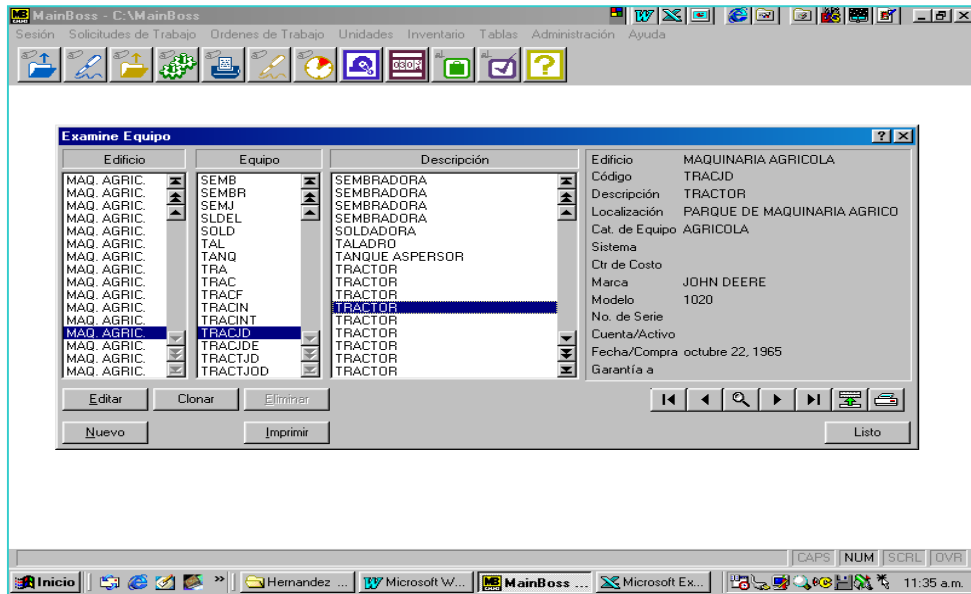 MainBoss - C:\MainBoss
Sesión Solicitudes de Trabajo Ordenes de Trabajo Unidades Inventario Tablas Administración Ayuda
Examine Equipo
Edificio Equipo Descripción
MAQ. AGRIC. SEMB SEMBRADORA
MAQ. AGRIC. SEMBR SEMBRADORA
MAQ. AGRIC. SEMJ SEMBRADORA
MAQ. AGRIC. SLDEL SEMBRADORA
MAQ. AGRIC. SOLD SOLDADORA
MAQ. AGRIC. TAL TALADRO
MAQ. AGRIC. TANQ TANQUE ASPERSOR
MAQ. AGRIC. TRA TRACTOR
MAQ. AGRIC. TRAC TRACTOR
MAQ. AGRIC. TRACF TRACTOR
MAQ. AGRIC. TRACIN TRACTOR
MAQ. AGRIC. TRACINT TRACTOR
MAQ. AGRIC. TRACJD TRACTOR
MAQ. AGRIC. TRACJDE TRACTOR
MAQ. AGRIC. TRACTJD TRACTOR
MAQ. AGRIC. TRACTJOD TRACTOR
Edificio MAQUINARIA AGRICOLA
Código TRACJD
Descripción TRACTOR
Localización PARQUE DE MAQUINARIA AGRICO
Cat. de Equipo AGRICOLA
Sistema
Ctr de Costo
Marca JOHN DEERE
Modelo 1020
No. de Serie
Cuenta/Activo
Fecha/Compra octubre 22, 1965
Garantía a
Editar Clonar Eliminar
Nuevo Imprimir Listo
CAPS NUM SCRL OVR
Inicio Hernandez ... Microsoft W... MainBoss ... Microsoft Ex... 11:35 a.m.